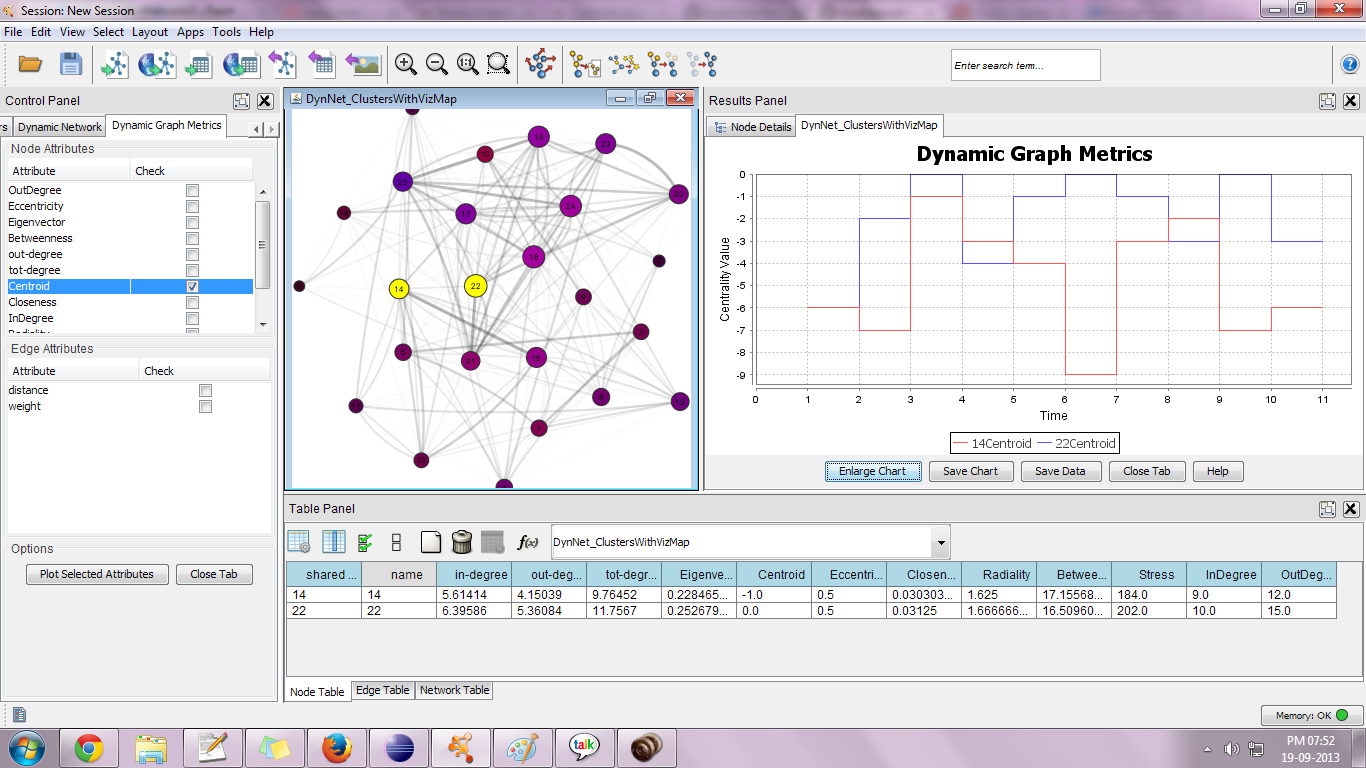 Session: New Session
File Edit View Select Layout Apps Tools Help
Enter search term...
Control Panel
rs Dynamic Network Dynamic Graph Metrics
Node Attributes
Attribute Check
OutDegree
Eccentricity
Eigenvector
Betweenness
out-degree
tot-degree
Centroid
Closeness
InDegree
Radiality
Edge Attributes
Attribute Check
distance
weight
Options
Plot Selected Attributes Close Tab
DynNet_ClustersWithVizMap
19
23
10
25
20
24
17
18
14
22
9
3
5
21
15
6
12
1
Results Panel
Node Details DynNet_ClustersWithVizMap
Dynamic Graph Metrics
Centrality Value
0
-1
-2
-3
-4
-5
-6
-7
-8
-9
0 1 2 3 4 5 6 7 8 9 10 11
Time
14Centroid 22Centroid
Enlarge Chart Save Chart Save Data Close Tab Help
Table Panel
f(x) DynNet_ClustersWithVizMap
shared ... name in-degree out-deg... tot-degr... Eigenve... Centroid Eccentri... Closen... Radiality Betwee... Stress InDegree OutDeg...
14 14 5.61414 4.15039 9.76452 0.228465... -1.0 0.5 0.030303... 1.625 17.15568... 184.0 9.0 12.0
22 22 6.39586 5.36084 11.7567 0.252679... 0.0 0.5 0.03125 1.666666... 16.50960... 202.0 10.0 15.0
Node Table Edge Table Network Table
Memory: OK
talk
PM 07:52
19-09-2013